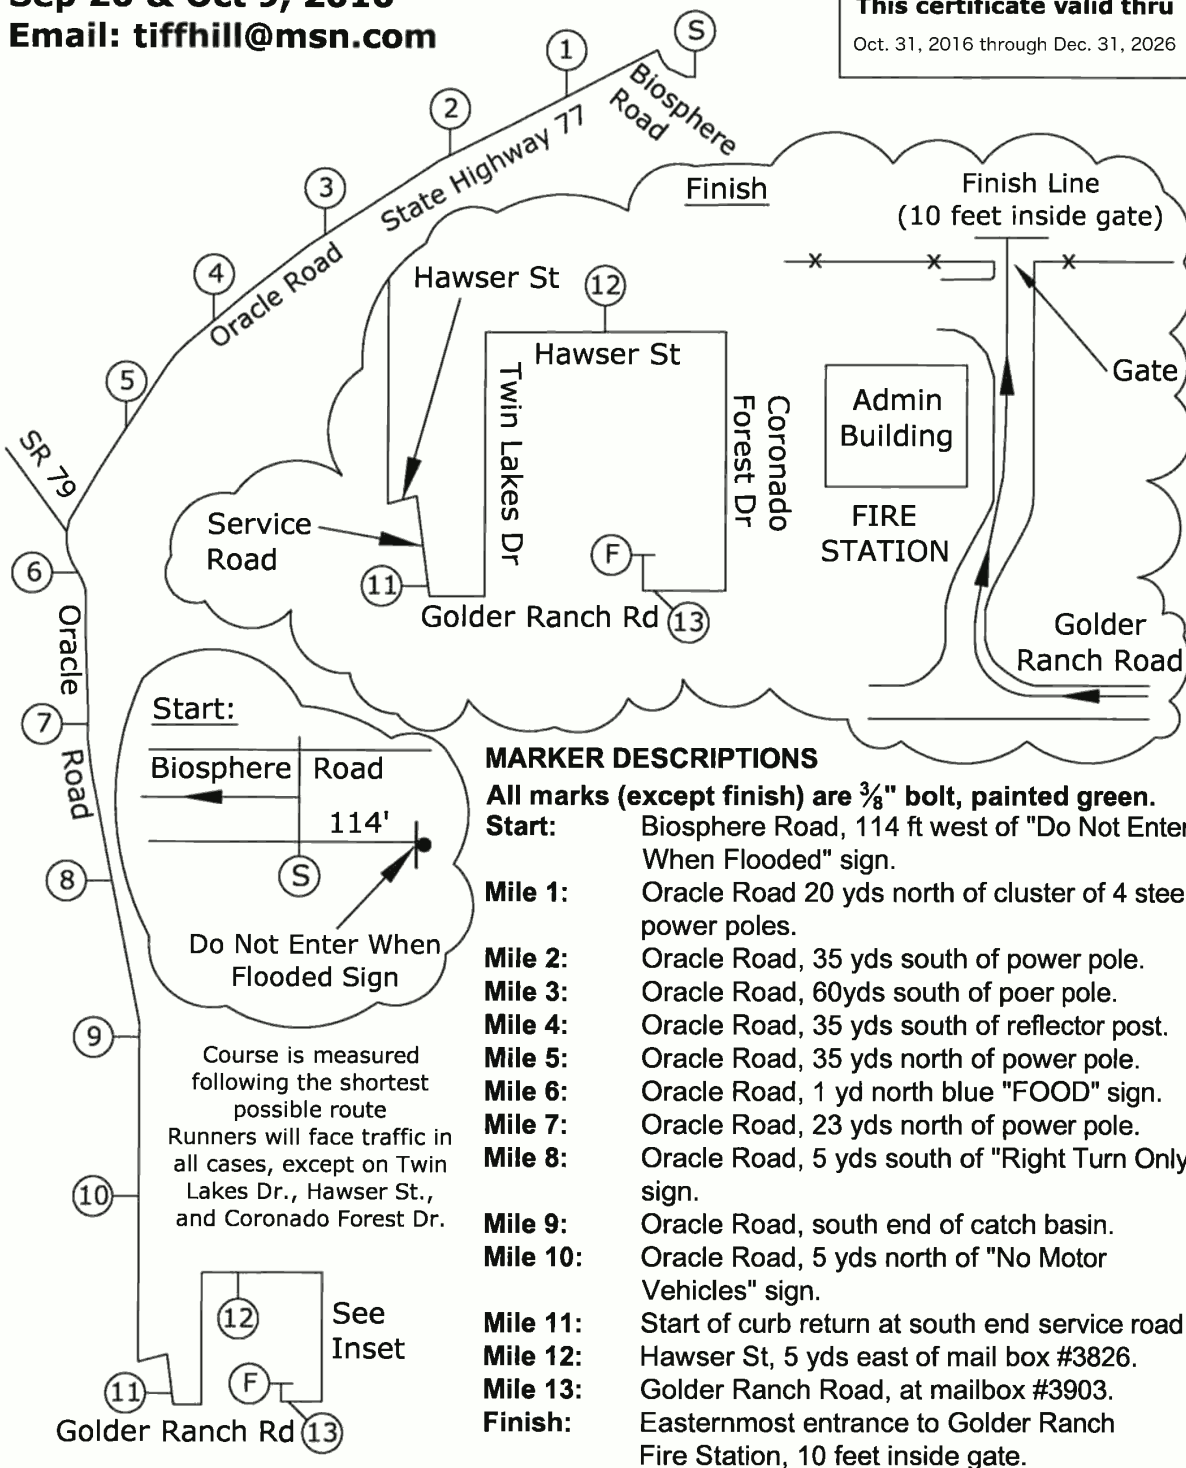 Sep 26 & Oct 9, 2016
Email: tiffhill@msn.com
This certificate valid thru
Oct. 31, 2016 through Dec. 31, 2026
S
1
2
3
4
5
6
7
8
9
10
Biosphere
Road
State Highway 77
Oracle Road
SR 79
Oracle
Road
Finish
Finish Line
(10 feet inside gate)
Hawser St
12
Hawser St
Twin Lakes Dr
Coronado
Forest Dr
Service
Road
11
F
13
Golder Ranch Rd
Admin
Building
FIRE
STATION
Gate
Golder
Ranch Road
Start:
Biosphere Road
114'
S
Do Not Enter When
Flooded Sign
Course is measured
following the shortest
possible route
Runners will face traffic in
all cases, except on Twin
Lakes Dr., Hawser St.,
and Coronado Forest Dr.
12
See
Inset
11
F
Golder Ranch Rd 13
MARKER DESCRIPTIONS
All marks (except finish) are ⅜" bolt, painted green.
Start: Biosphere Road, 114 ft west of "Do Not Enter
When Flooded" sign.
Mile 1: Oracle Road 20 yds north of cluster of 4 stee
power poles.
Mile 2: Oracle Road, 35 yds south of power pole.
Mile 3: Oracle Road, 60yds south of poer pole.
Mile 4: Oracle Road, 35 yds south of reflector post.
Mile 5: Oracle Road, 35 yds north of power pole.
Mile 6: Oracle Road, 1 yd north blue "FOOD" sign.
Mile 7: Oracle Road, 23 yds north of power pole.
Mile 8: Oracle Road, 5 yds south of "Right Turn Only
sign.
Mile 9: Oracle Road, south end of catch basin.
Mile 10: Oracle Road, 5 yds north of "No Motor
Vehicles" sign.
Mile 11: Start of curb return at south end service road
Mile 12: Hawser St, 5 yds east of mail box #3826.
Mile 13: Golder Ranch Road, at mailbox #3903.
Finish: Easternmost entrance to Golder Ranch
Fire Station, 10 feet inside gate.